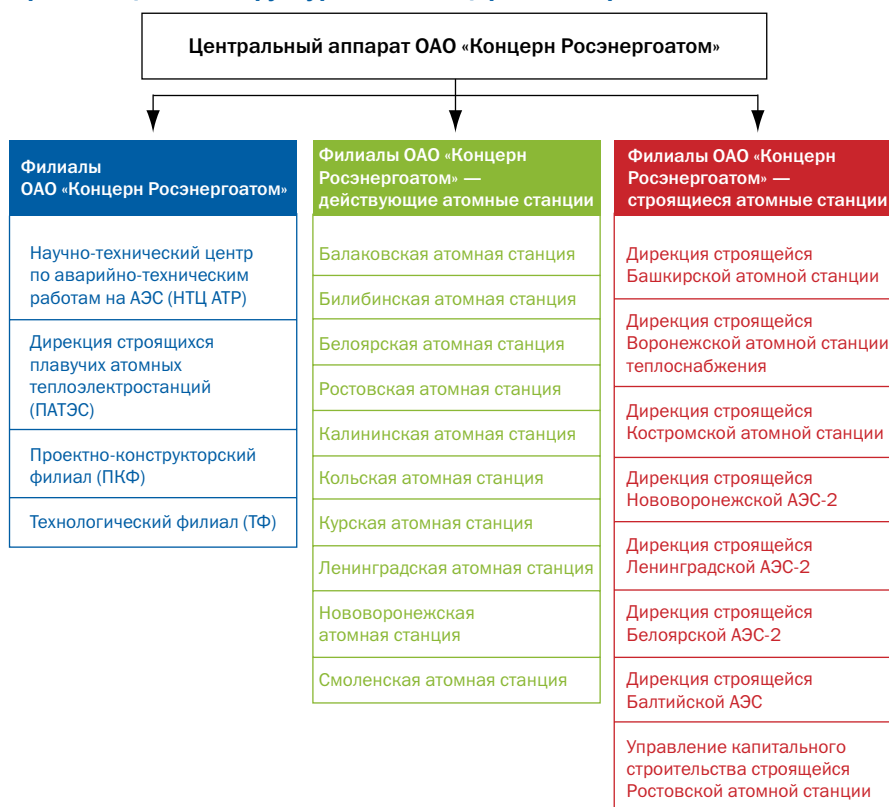 Центральный аппарат ОАО «Концерн Росэнергоатом»
Филиалы
ОАО «Концерн Росэнергоатом»
Научно-технический центр
по аварийно-техническим
работам на АЭС (НТЦ АТР)
Дирекция строящихся
плавучих атомных
теплоэлектростанций
(ПАТЭС)
Проектно-конструкторский
филиал (ПКФ)
Технологический филиал (ТФ)
Филиалы ОАО «Концерн
Росэнергоатом» —
действующие атомные станции
Балаковская атомная станция
Билибинская атомная станция
Белоярская атомная станция
Ростовская атомная станция
Калининская атомная станция
Кольская атомная станция
Курская атомная станция
Ленинградская атомная станция
Нововоронежская
атомная станция
Смоленская атомная станция
Филиалы ОАО «Концерн
Росэнергоатом» —
строящиеся атомные станции
Дирекция строящейся
Башкирской атомной станции
Дирекция строящейся
Воронежской атомной станции
теплоснабжения
Дирекция строящейся
Костромской атомной станции
Дирекция строящейся
Нововоронежской АЭС-2
Дирекция строящейся
Ленинградской АЭС-2
Дирекция строящейся
Белоярской АЭС-2
Дирекция строящейся
Балтийской АЭС
Управление капитального
строительства строящейся
Ростовской атомной станции